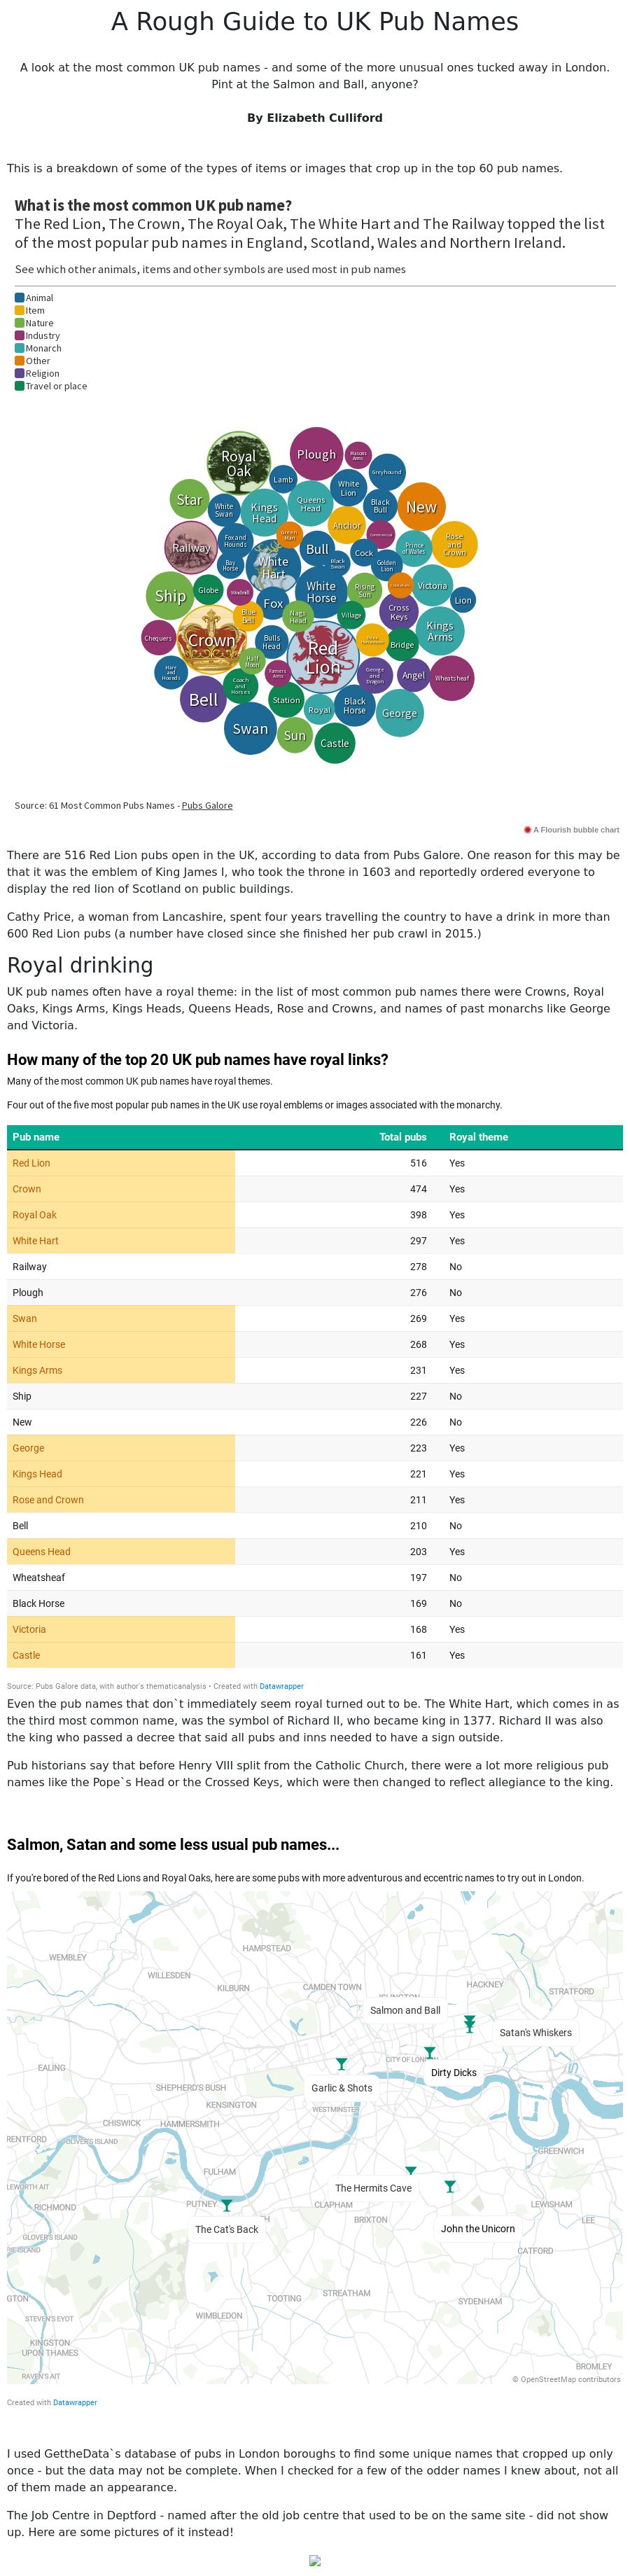 A Rough Guide to UK Pub Names
A look at the most common UK pub names - and some of the more unusual ones tucked away in London.
Pint at the Salmon and Ball, anyone?
By Elizabeth Culliford
This is a breakdown of some of the types of items or images that crop up in the top 60 pub names.
What is the most common UK pub name?
The Red Lion, The Crown, The Royal Oak, The White Hart and The Railway topped the list
of the most popular pub names in England, Scotland, Wales and Northern Ireland.
See which other animals, items and other symbols are used most in pub names
Animal
Item
Nature
Industry
Monarch
Other
Religion
Travel or place
Royal
Oak
Plough
Masons
Arms
Greyhound
Lamb
White
Lion
Star
White
Swan
Kings
Head
Queens
Head
Black
Bull
New
Anchor
Green
Man
Commercial
Rose
and
Crown
Railway
Fox and
Hounds
Bull
Cock
Prince
of Wales
Bay
Horse
White
Hart
Black
Swan
Golden
Lion
Ship
Globe
Windmill
Fox
White
Horse
Rising
Sun
Victoria
Lion
Blue
Bell
Nags
Head
Village
Cross
Keys
Kings
Arms
Chequers
Crown
Bulls
Head
Red
Lion
Bridge
Half
Moon
Hare
and
Hounds
Coach
and
Horses
Farmers
Arms
George
and
Dragon
Angel
Wheatsheaf
Bell
Station
Royal
Black
Horse
George
Swan
Sun
Castle
Source: 61 Most Common Pubs Names - Pubs Galore
A Flourish bubble chart
There are 516 Red Lion pubs open in the UK, according to data from Pubs Galore. One reason for this may be
that it was the emblem of King James I, who took the throne in 1603 and reportedly ordered everyone to
display the red lion of Scotland on public buildings.
Cathy Price, a woman from Lancashire, spent four years travelling the country to have a drink in more than
600 Red Lion pubs (a number have closed since she finished her pub crawl in 2015.)
Royal drinking
UK pub names often have a royal theme: in the list of most common pub names there were Crowns, Royal
Oaks, Kings Arms, Kings Heads, Queens Heads, Rose and Crowns, and names of past monarchs like George
and Victoria.
How many of the top 20 UK pub names have royal links?
Many of the most common UK pub names have royal themes.
Four out of the five most popular pub names in the UK use royal emblems or images associated with the monarchy.
Pub name Total pubs Royal theme
Red Lion 516 Yes
Crown 474 Yes
Royal Oak 398 Yes
White Hart 297 Yes
Railway 278 No
Plough 276 No
Swan 269 Yes
White Horse 268 Yes
Kings Arms 231 Yes
Ship 227 No
New 226 No
George 223 Yes
Kings Head 221 Yes
Rose and Crown 211 Yes
Bell 210 No
Queens Head 203 Yes
Wheatsheaf 197 No
Black Horse 169 No
Victoria 168 Yes
Castle 161 Yes
Source: Pubs Galore data, with author's thematicanalysis • Created with Datawrapper
Even the pub names that don`t immediately seem royal turned out to be. The White Hart, which comes in as
the third most common name, was the symbol of Richard II, who became king in 1377. Richard II was also
the king who passed a decree that said all pubs and inns needed to have a sign outside.
Pub historians say that before Henry VIII split from the Catholic Church, there were a lot more religious pub
names like the Pope`s Head or the Crossed Keys, which were then changed to reflect allegiance to the king.
Salmon, Satan and some less usual pub names...
If you're bored of the Red Lions and Royal Oaks, here are some pubs with more adventurous and eccentric names to try out in London.
HAMPSTEAD
WEMBLEY
WILLESDEN
KILBURN
CAMDEN TOWN
HACKNEY
STRATFORD
Salmon and Ball
Satan's Whiskers
CITY OF LON
EALING
Dirty Dicks
Garlic & Shots
SHEPHERD'S BUSH
KENSINGTON
WESTMINSTER
CHISWICK
HAMMERSMITH
RENTFORD
OLIVER'S ISLAND
GREENWICH
FULHAM
The Hermits Cave
LEWORTH AIT
RICHMOND
PUTNEY
CLAPHAM
BRIXTON
LEWISHAM
LEE
The Cat's Back
John the Unicorn
GLOVER'S ISLAND
IE ISLAND
CATFORD
GTON
TOOTING
STREATHAM
SYDENHAM
STEVEN'S EYOT
WIMBLEDON
KINGSTON
UPON THAMES
BROMLEY
RAVEN'S AIT
© OpenStreetMap contributors
Created with Datawrapper
I used GettheData`s database of pubs in London boroughs to find some unique names that cropped up only
once - but the data may not be complete. When I checked for a few of the odder names I knew about, not all
of them made an appearance.
The Job Centre in Deptford - named after the old job centre that used to be on the same site - did not show
up. Here are some pictures of it instead!